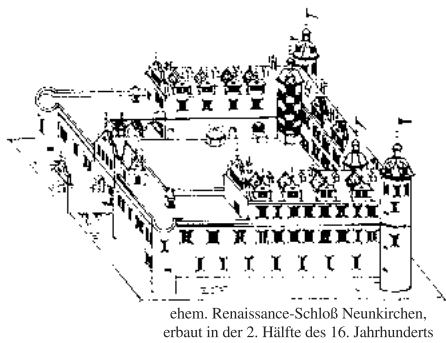 ehem. Renaissance-Schloß Neunkirchen,
erbaut in der 2. Hälfte des 16. Jahrhunderts